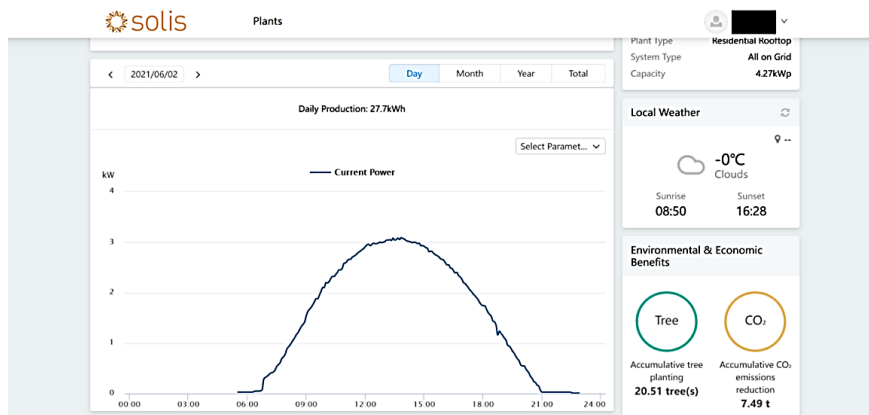 solis
Plants
Plant Type Residential Rooftop
System Type All on Grid
Capacity 4.27kWp
2021/06/02
Day Month Year Total
Daily Production: 27.7kWh
Select Paramet...
Current Power
kW
4
3
2
1
0
00:00 03:00 06:00 09:00 12:00 15:00 18:00 21:00 24:00
Local Weather
--
-0°C
Clouds
Sunrise Sunset
08:50 16:28
Environmental & Economic
Benefits
Tree CO₂
Accumulative tree
planting
20.51 tree(s)
Accumulative CO₂
emissions
reduction
7.49 t